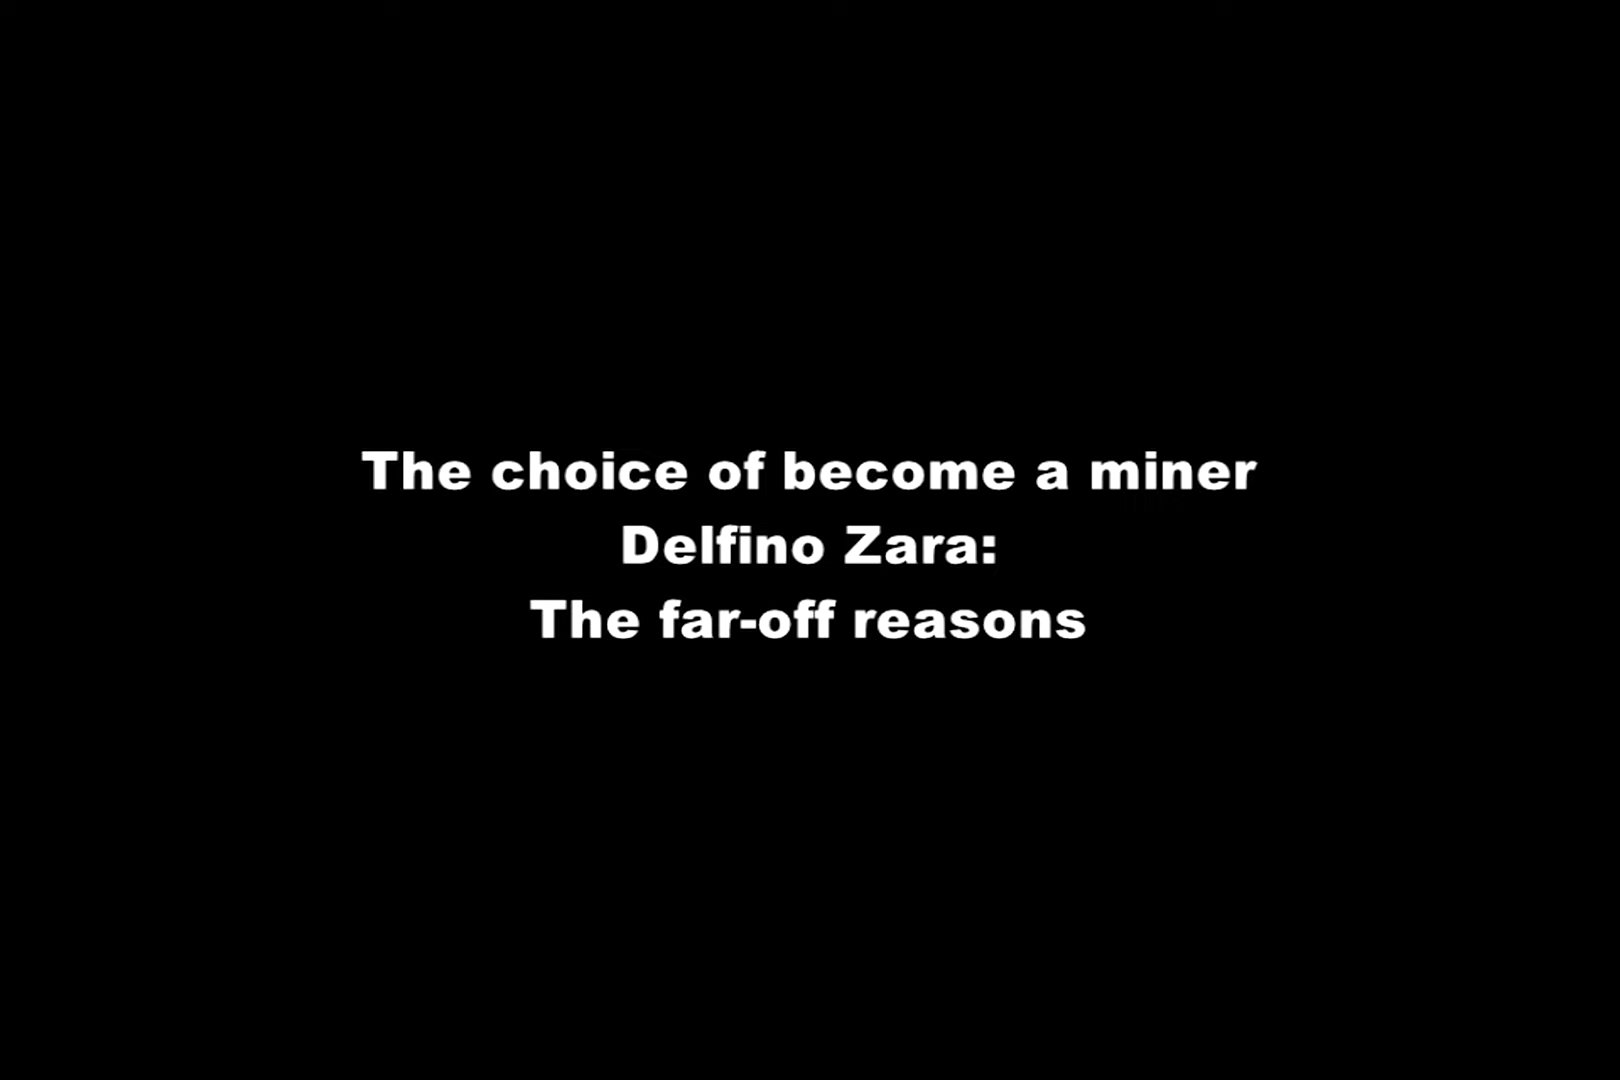 The choice of become a miner
Delfino Zara:
The far-off reasons